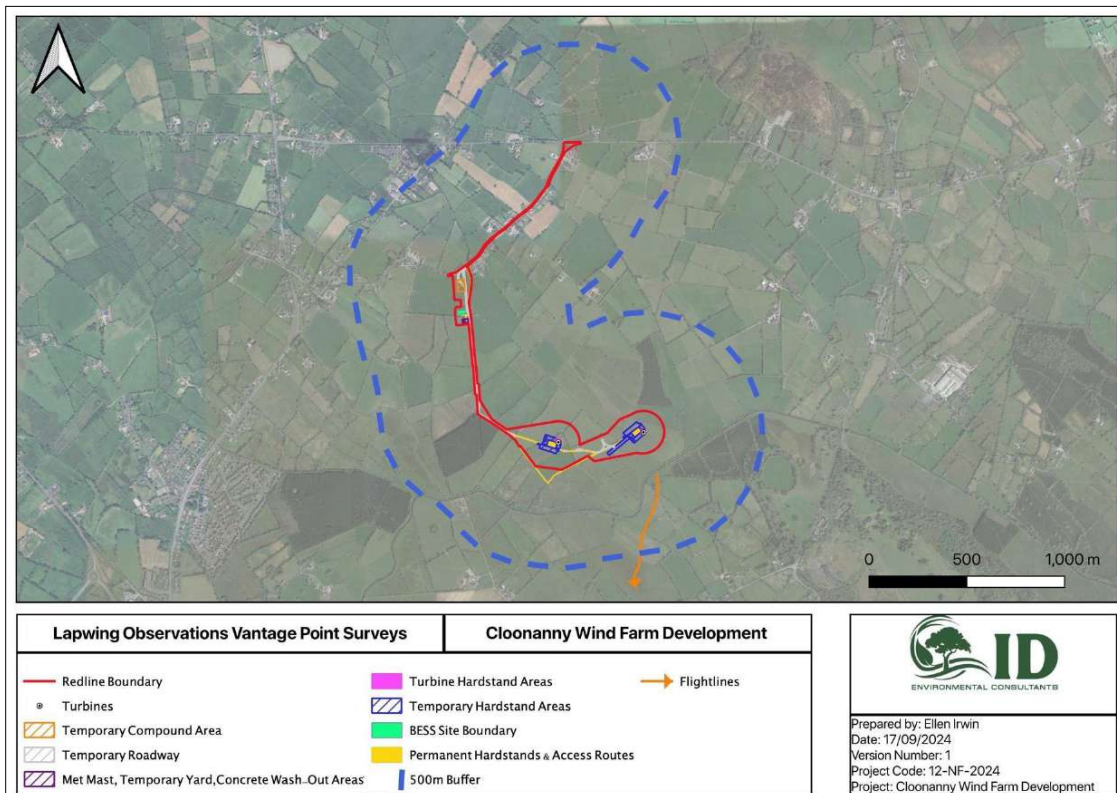 0 500 1,000 m
Lapwing Observations Vantage Point Surveys
Cloonanny Wind Farm Development
Redline Boundary
Turbines
Temporary Compound Area
Temporary Roadway
Met Mast, Temporary Yard,Concrete Wash-Out Areas
Turbine Hardstand Areas
Temporary Hardstand Areas
BESS Site Boundary
Permanent Hardstands & Access Routes
500m Buffer
Flightlines
ID
ENVIRONMENTAL CONSULTANTS
Prepared by: Ellen Irwin
Date: 17/09/2024
Version Number: 1
Project Code: 12-NF-2024
Project: Cloonanny Wind Farm Development